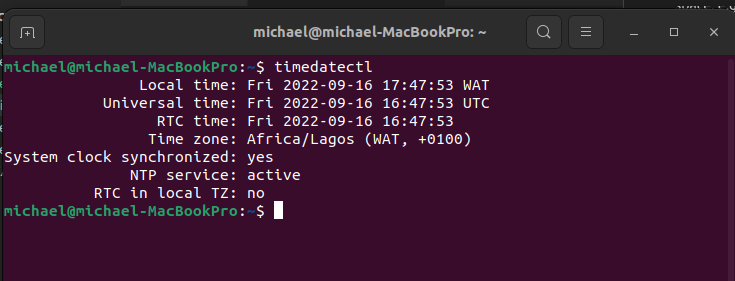 michael@michael-MacBookPro: ~
michael@michael-MacBookPro:~$ timedatectl
Local time: Fri 2022-09-16 17:47:53 WAT
Universal time: Fri 2022-09-16 16:47:53 UTC
RTC time: Fri 2022-09-16 16:47:53
Time zone: Africa/Lagos (WAT, +0100)
System clock synchronized: yes
NTP service: active
RTC in local TZ: no
michael@michael-MacBookPro:~$